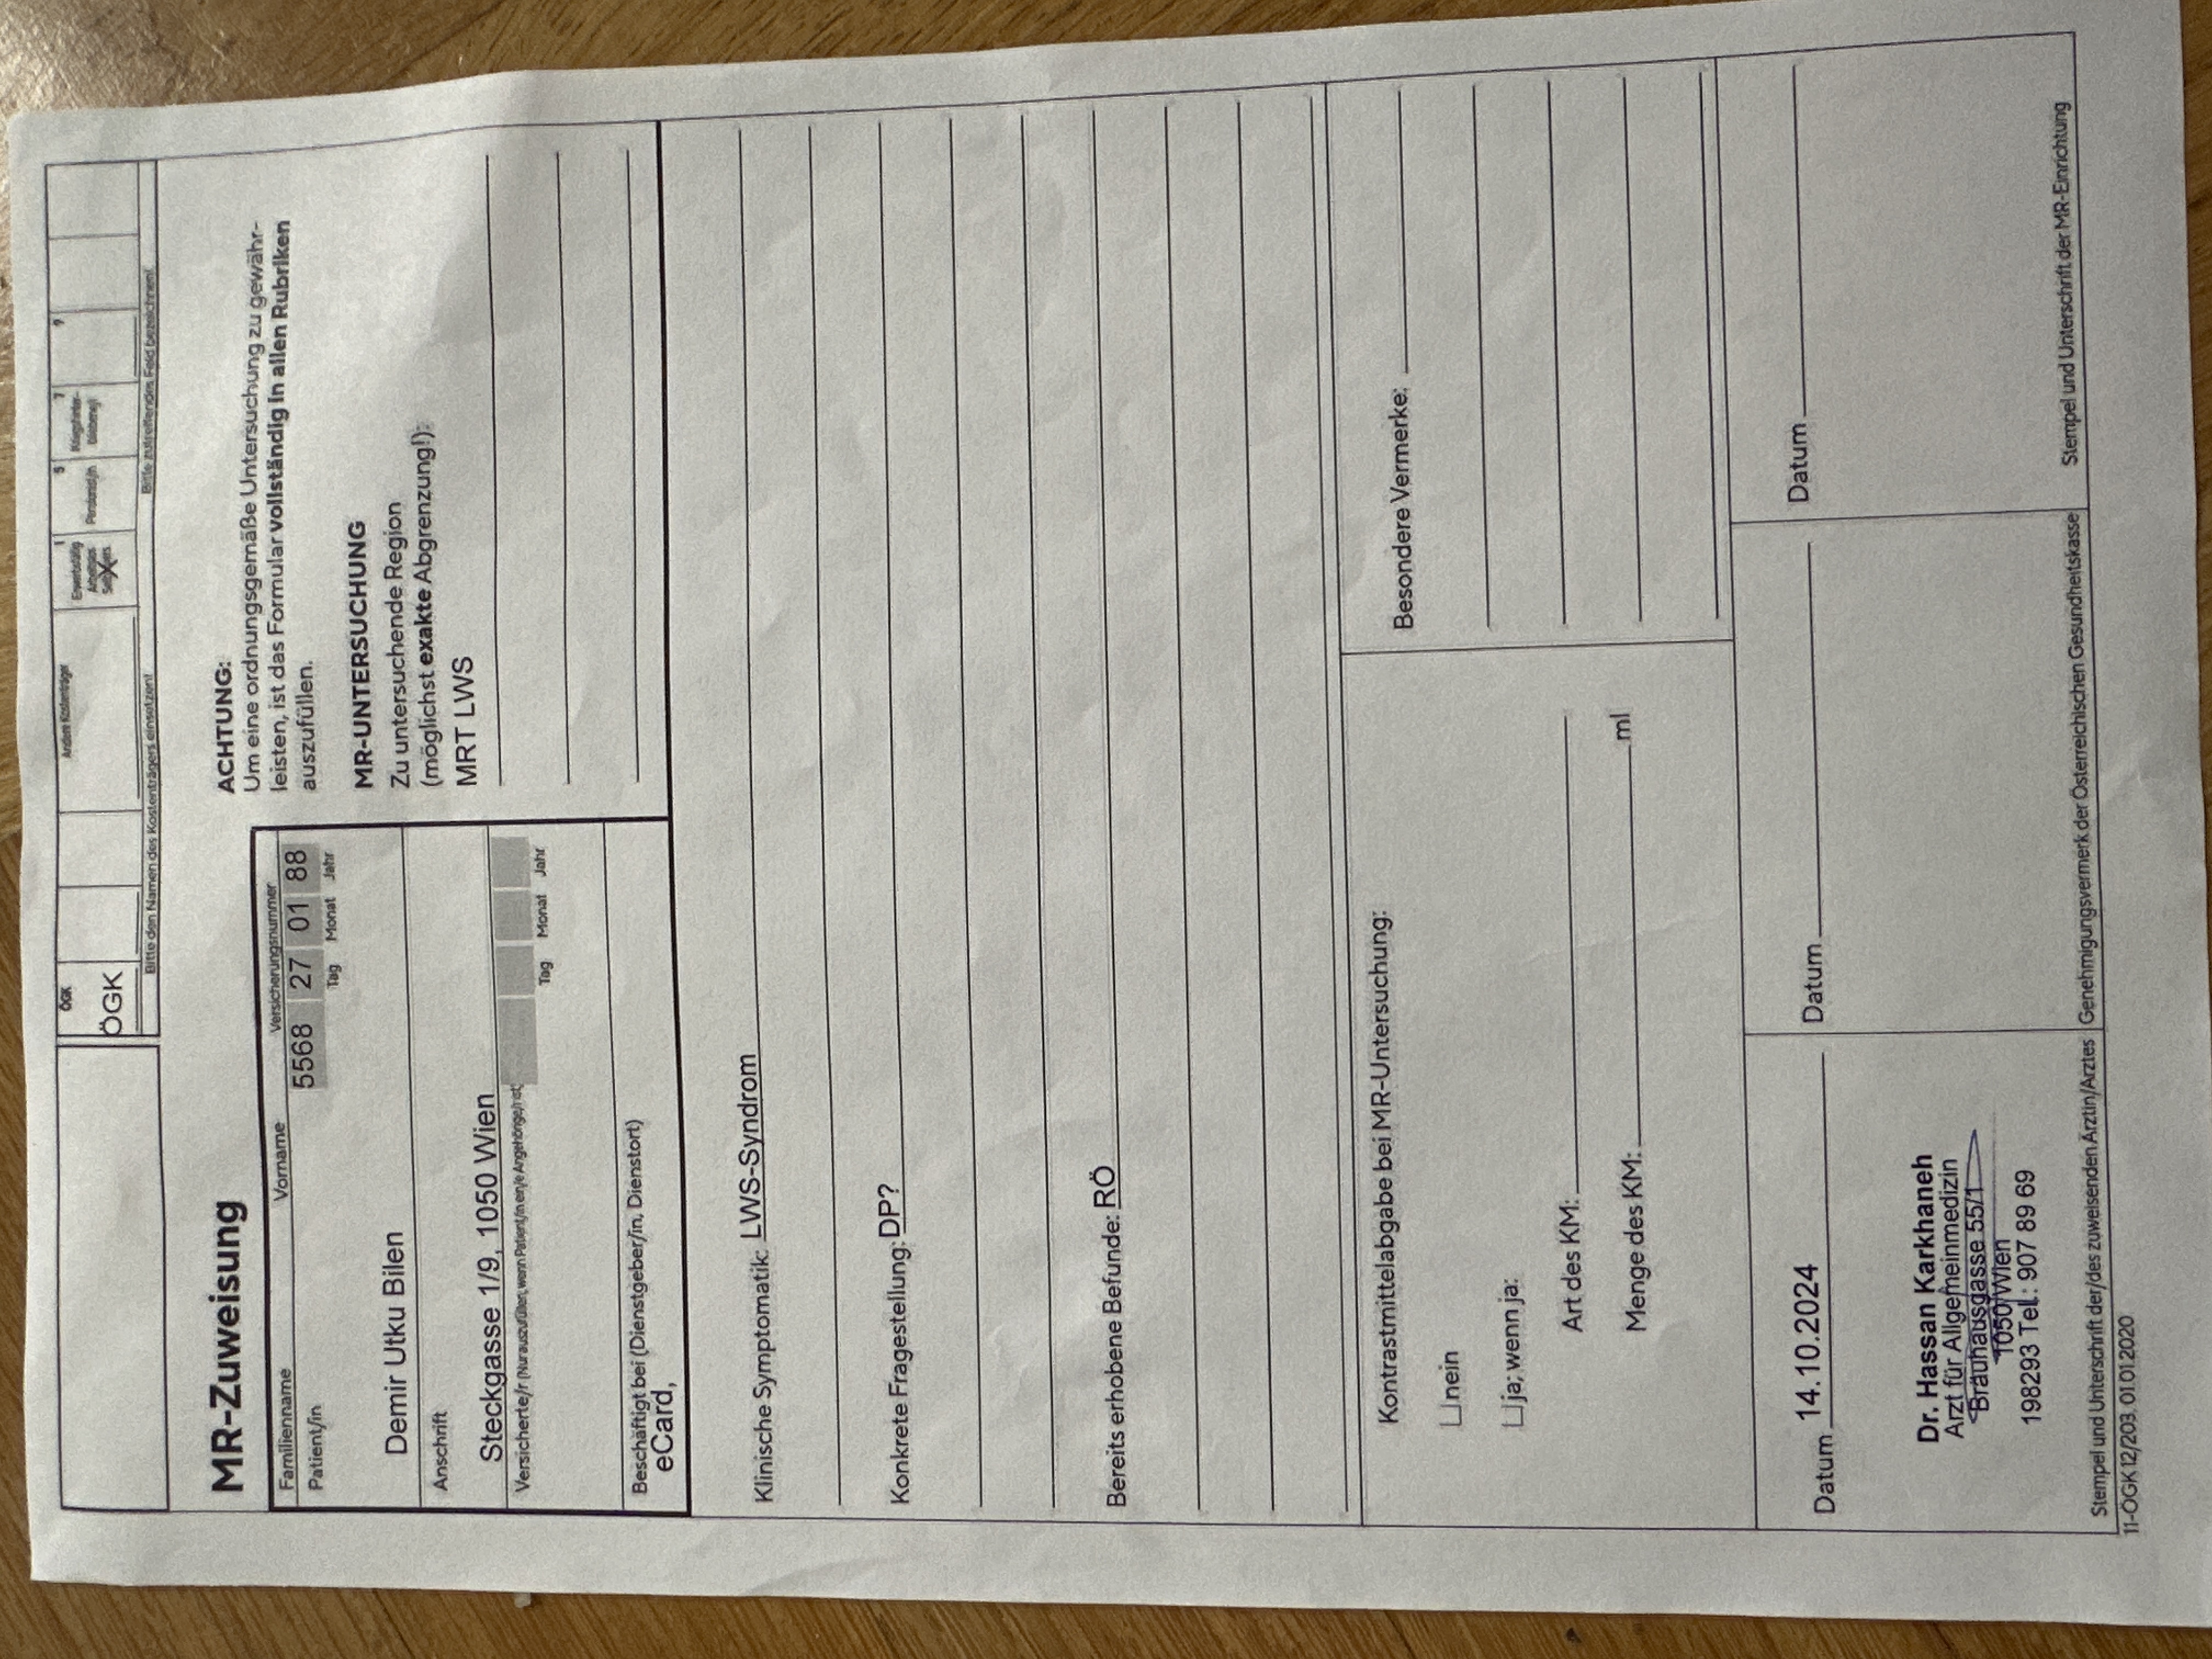 ÖGK
Andere Kostenträger
1
5
7
9
Erwerbstätig
Arbeitslos
Selbstvers
Pensionist/in
Kriegshinter-
bliebene/r
ÖGK
Bitte den Namen des Kostenträgers einsetzen!
Bitte zutreffendes Feld bezeichnen!
MR-Zuweisung
Familienname
Vorname
Versicherungsnummer
Patient/in
5568 27 01 88
Tag Monat Jahr
Demir Utku Bilen
Anschrift
Steckgasse 1/9, 1050 Wien
Versicherte/r (Nur auszufüllen, wenn Patient/in ein/e Angehörige/r ist)
Tag Monat Jahr
Beschäftigt bei (Dienstgeber/in, Dienstort)
eCard,
ACHTUNG:
Um eine ordnungsgemäße Untersuchung zu gewähr-
leisten, ist das Formular vollständig in allen Rubriken
auszufüllen.
MR-UNTERSUCHUNG
Zu untersuchende Region
(möglichst exakte Abgrenzung!):
MRT LWS
Klinische Symptomatik: LWS-Syndrom
Konkrete Fragestellung: DP?
Bereits erhobene Befunde: RÖ
Kontrastmittelabgabe bei MR-Untersuchung:
nein
ja; wenn ja:
Art des KM:
Menge des KM: ml
Besondere Vermerke:
Datum 14.10.2024
Dr. Hassan Karkhaneh
Arzt für Allgemeinmedizin
Bräuhausgasse 55/1
1050 Wien
198293 Tel.: 907 89 69
Stempel und Unterschrift der/des zuweisenden Ärztin/Arztes
Datum
Genehmigungsvermerk der Österreichischen Gesundheitskasse
Datum
Stempel und Unterschrift der MR-Einrichtung
11-ÖGK 12/203, 01.01.2020